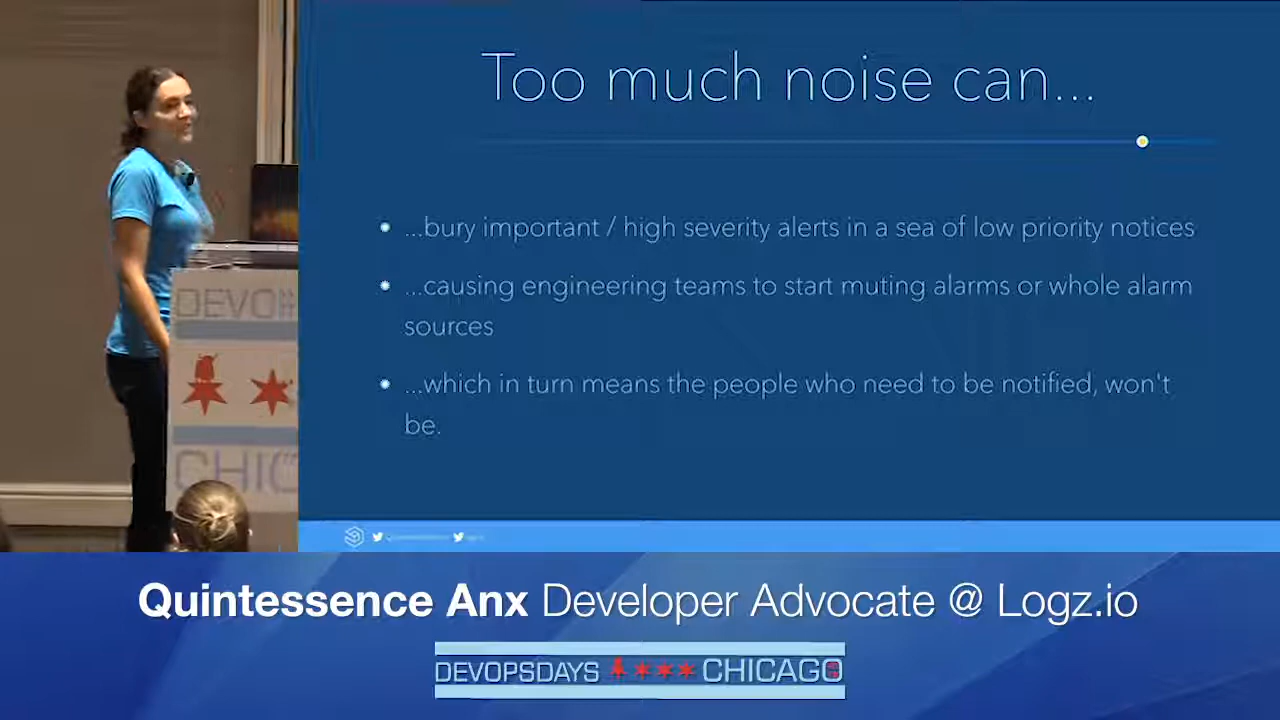 Too much noise can...
...bury important / high severity alerts in a sea of low priority notices
...causing engineering teams to start muting alarms or whole alarm
sources
...which in turn means the people who need to be notified, won't
be.
DEVO
CHIC
Quintessence Anx Developer Advocate @ Logz.io
DEVOPSDAYS CHICAGO